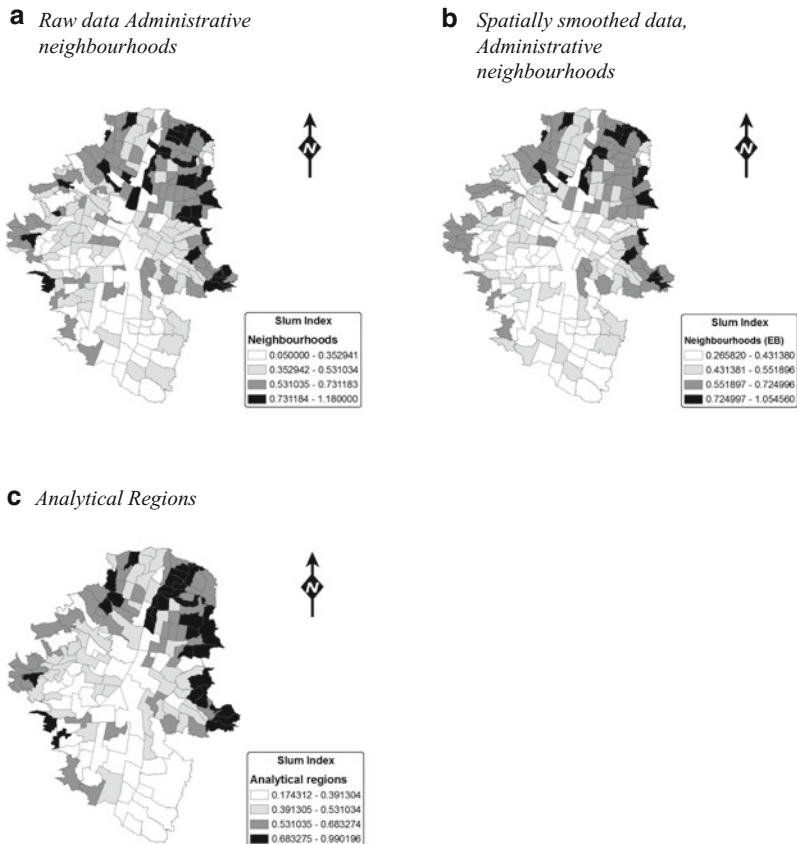 a Raw data Administrative
neighbourhoods
N
Slum Index
Neighbourhoods
0.050000 - 0.352941
0.352942 - 0.531034
0.531035 - 0.731183
0.731184 - 1.180000
b Spatially smoothed data,
Administrative
neighbourhoods
N
Slum Index
Neighbourhoods (EB)
0.265820 - 0.431380
0.431381 - 0.551896
0.551897 - 0.724996
0.724997 - 1.054560
c Analytical Regions
N
Slum Index
Analytical regions
0.174312 - 0.391304
0.391305 - 0.531034
0.531035 - 0.683274
0.683275 - 0.990196